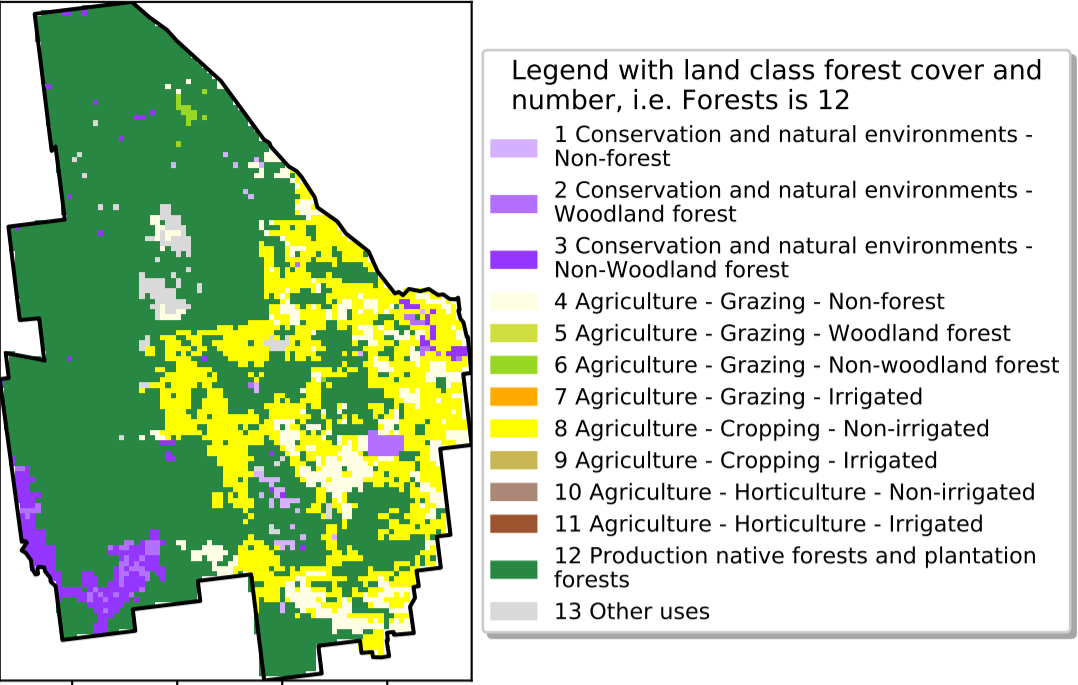 Legend with land class forest cover and
number, i.e. Forests is 12
1 Conservation and natural environments -
Non-forest
2 Conservation and natural environments -
Woodland forest
3 Conservation and natural environments -
Non-Woodland forest
4 Agriculture - Grazing - Non-forest
5 Agriculture - Grazing - Woodland forest
6 Agriculture - Grazing - Non-woodland forest
7 Agriculture - Grazing - Irrigated
8 Agriculture - Cropping - Non-irrigated
9 Agriculture - Cropping - Irrigated
10 Agriculture - Horticulture - Non-irrigated
11 Agriculture - Horticulture - Irrigated
12 Production native forests and plantation
forests
13 Other uses